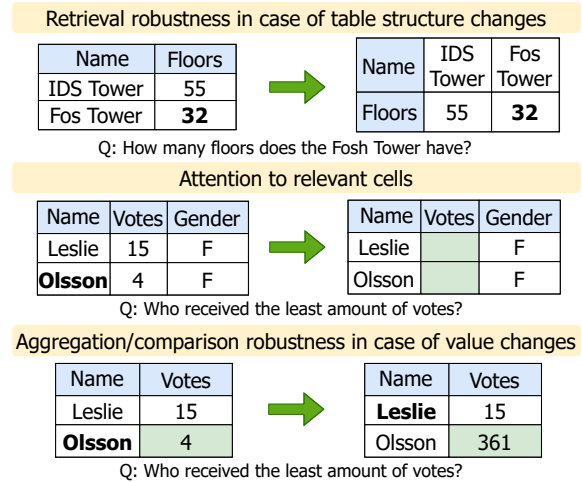 Retrieval robustness in case of table structure changes
Name Floors
IDS Tower 55
Fos Tower 32
Name IDS Tower Fos Tower
Floors 55 32
Q: How many floors does the Fosh Tower have?
Attention to relevant cells
Name Votes Gender
Leslie 15 F
Olsson 4 F
Name Votes Gender
Leslie F
Olsson F
Q: Who received the least amount of votes?
Aggregation/comparison robustness in case of value changes
Name Votes
Leslie 15
Olsson 4
Name Votes
Leslie 15
Olsson 361
Q: Who received the least amount of votes?